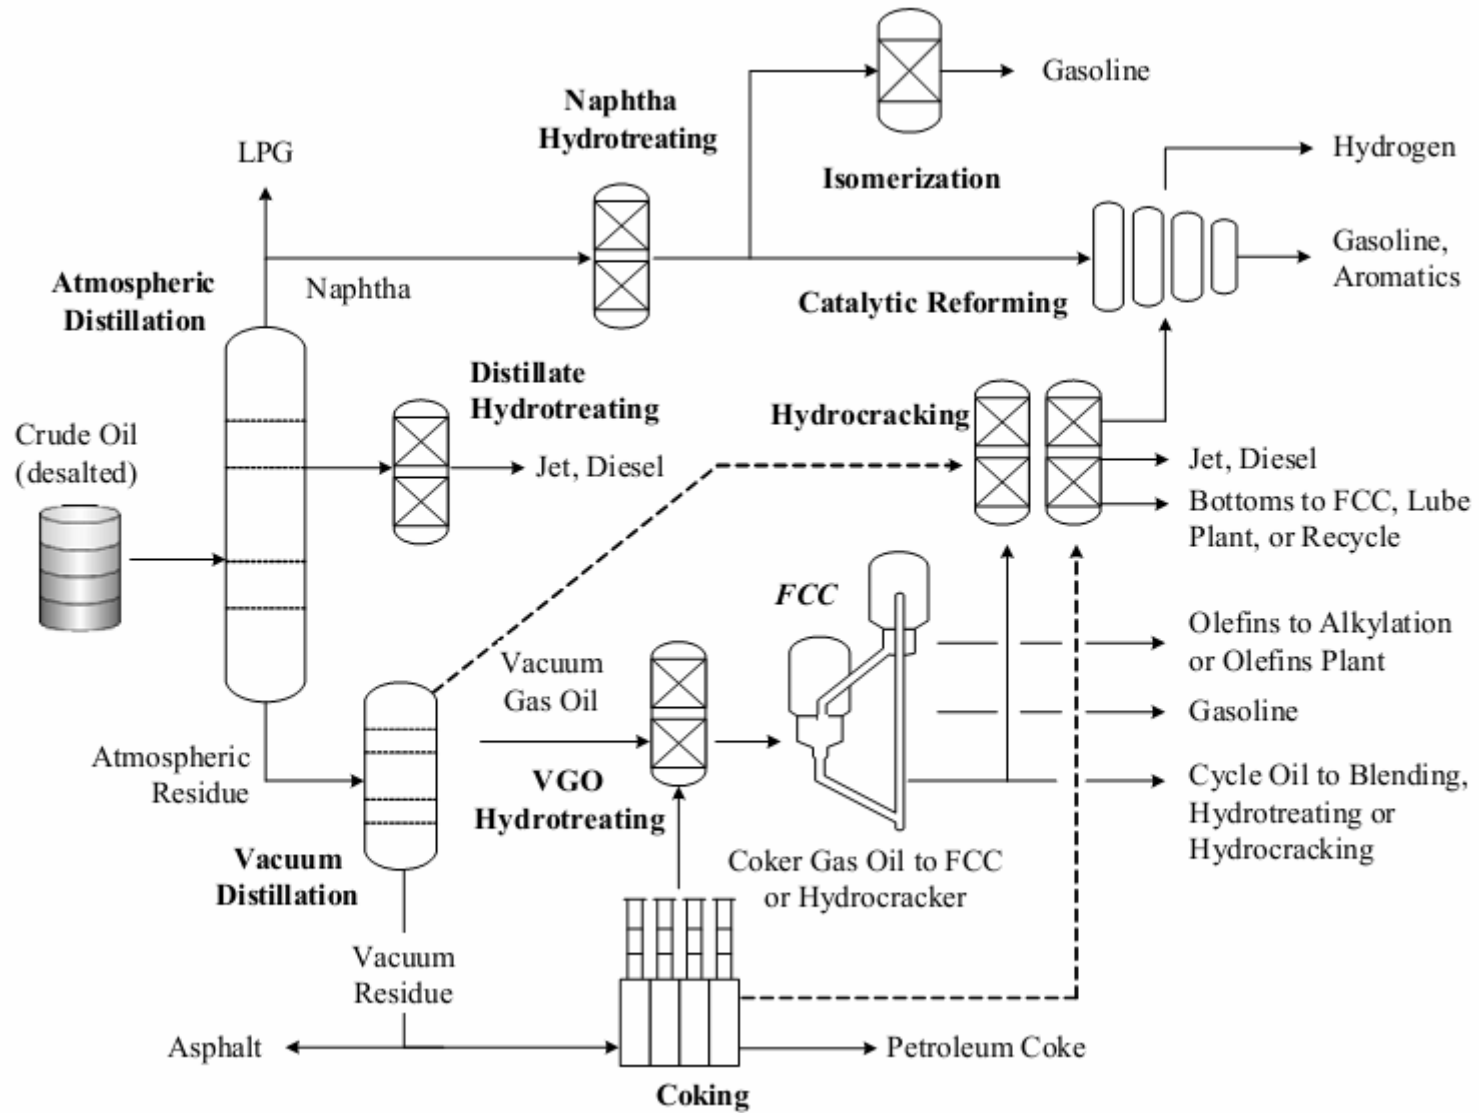 Gasoline
Naphtha
Hydrotreating
LPG
Hydrogen
Isomerization
Gasoline,
Aromatics
Atmospheric
Distillation
Naphtha
Catalytic Reforming
Distillate
Hydrotreating
Hydrocracking
Crude Oil
(desalted)
Jet, Diesel
Jet, Diesel
Bottoms to FCC, Lube
Plant, or Recycle
FCC
Olefins to Alkylation
or Olefins Plant
Vacuum
Gas Oil
Gasoline
Atmospheric
Residue
VGO
Hydrotreating
Cycle Oil to Blending,
Hydrotreating or
Hydrocracking
Vacuum
Distillation
Coker Gas Oil to FCC
or Hydrocracker
Vacuum
Residue
Asphalt
Petroleum Coke
Coking